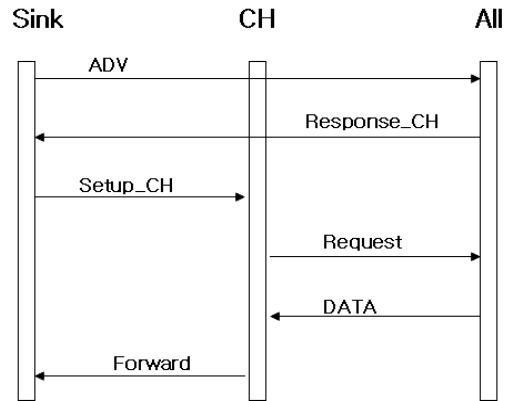 Sink CH All
ADV
Response_CH
Setup_CH
Request
DATA
Forward